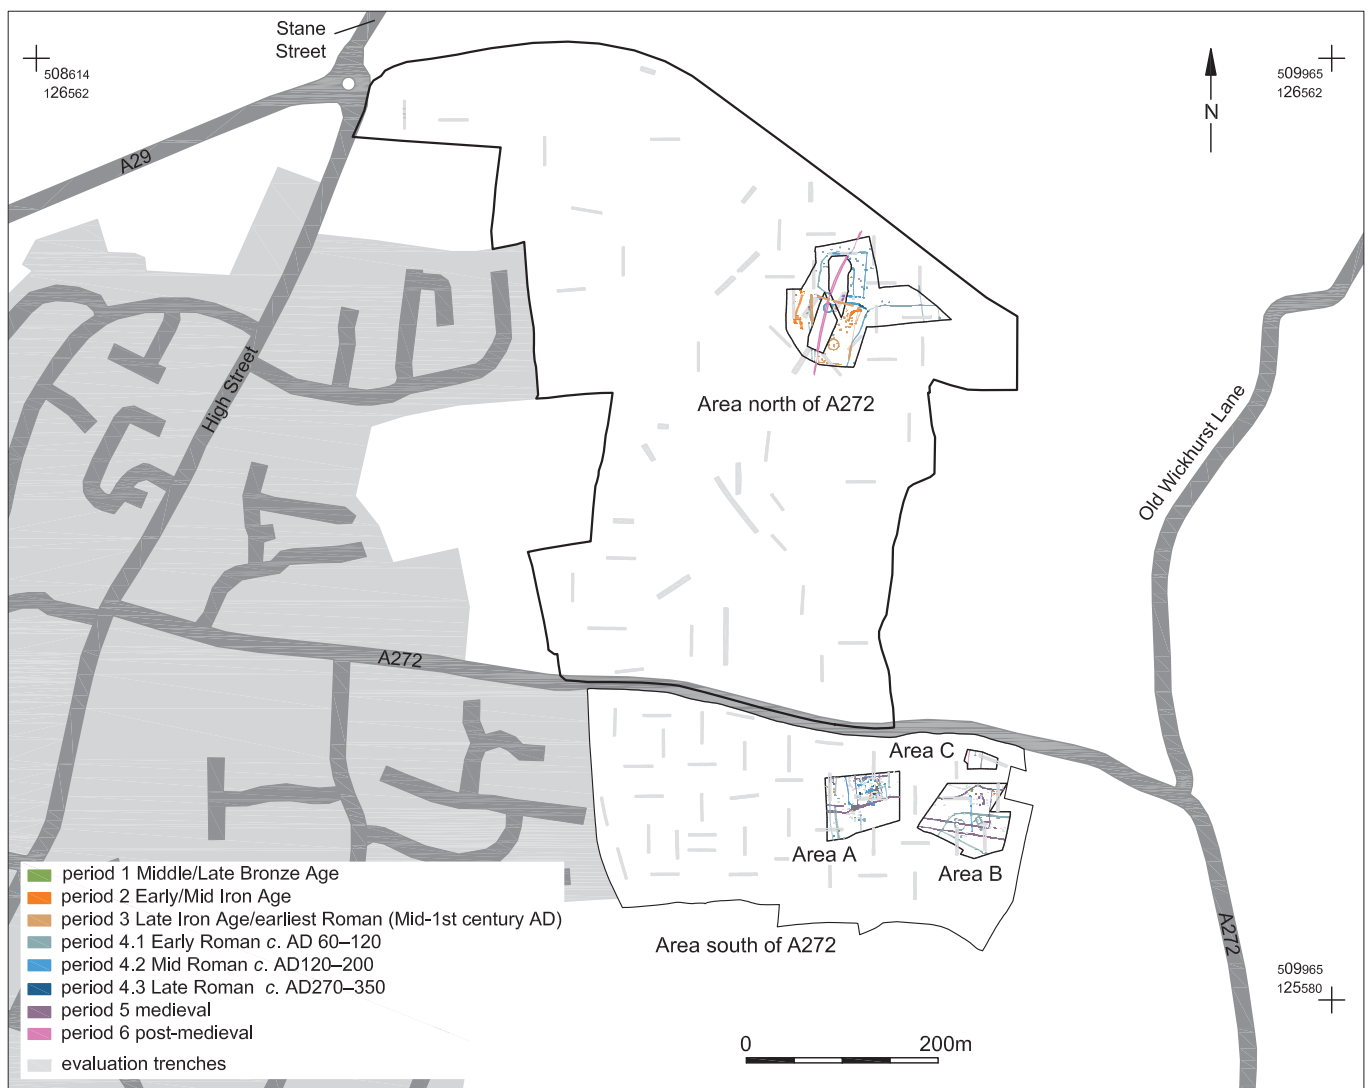 Stane
Street
508614
126562
509965
126562
N
A29
High Street
Area north of A272
Old Wickhurst Lane
A272
Area C
Area A
Area B
Area south of A272
A272
period 1 Middle/Late Bronze Age
period 2 Early/Mid Iron Age
period 3 Late Iron Age/earliest Roman (Mid-1st century AD)
period 4.1 Early Roman c. AD 60–120
period 4.2 Mid Roman c. AD120–200
period 4.3 Late Roman c. AD270–350
period 5 medieval
period 6 post-medieval
evaluation trenches
509965
125580
0 200m